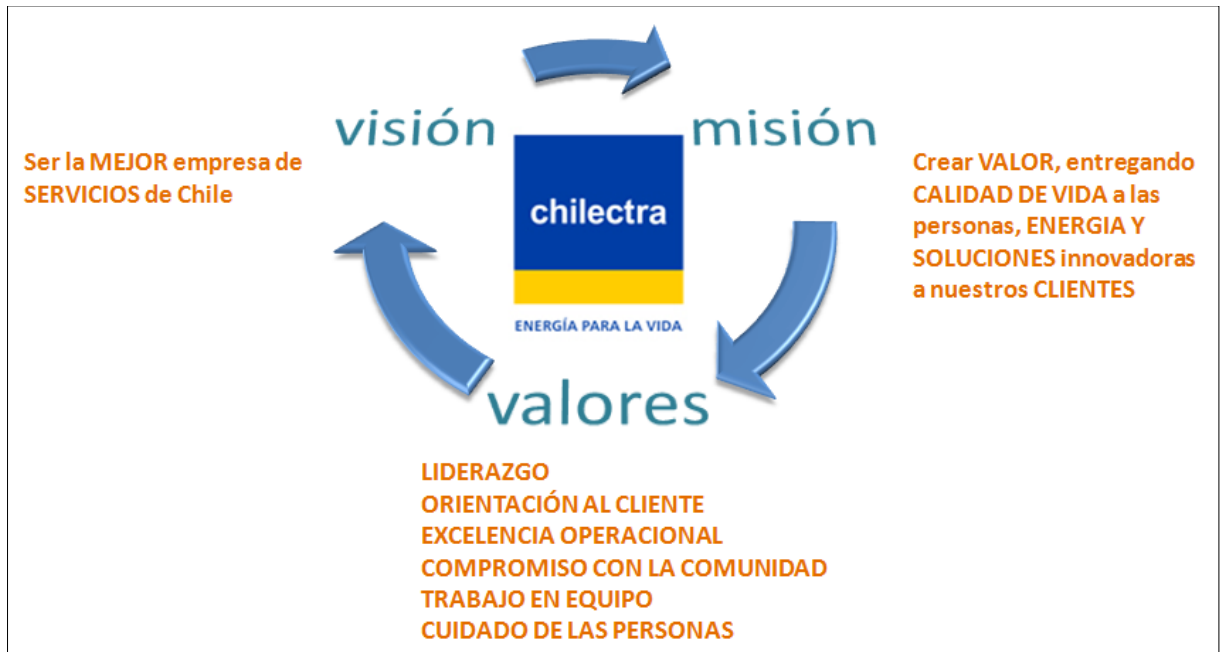 visión
misión
Ser la MEJOR empresa de
SERVICIOS de Chile
chilectra
ENERGÍA PARA LA VIDA
Crear VALOR, entregando
CALIDAD DE VIDA a las
personas, ENERGIA Y
SOLUCIONES innovadoras
a nuestros CLIENTES
valores
LIDERAZGO
ORIENTACIÓN AL CLIENTE
EXCELENCIA OPERACIONAL
COMPROMISO CON LA COMUNIDAD
TRABAJO EN EQUIPO
CUIDADO DE LAS PERSONAS